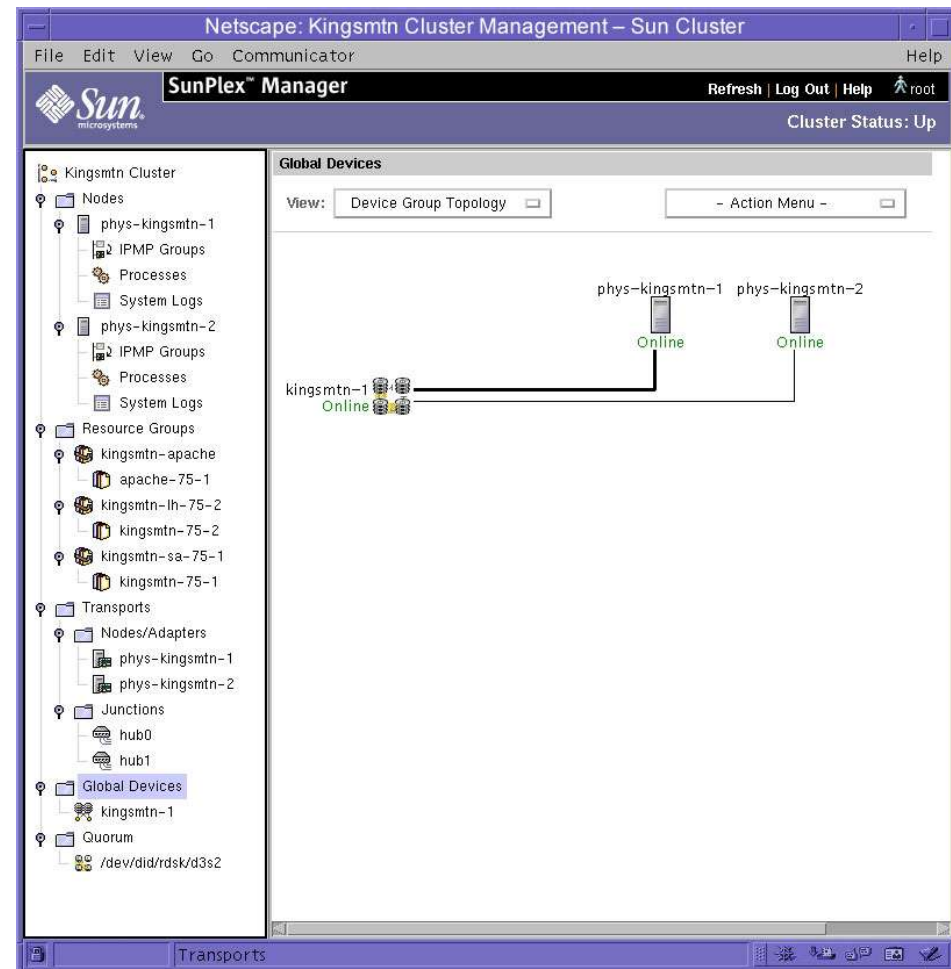 Netscape: Kingsmtn Cluster Management – Sun Cluster
File Edit View Go Communicator Help
Sun microsystems
SunPlex™ Manager
Refresh | Log Out | Help root
Cluster Status: Up
Kingsmtn Cluster
Nodes
phys-kingsmtn-1
IPMP Groups
Processes
System Logs
phys-kingsmtn-2
IPMP Groups
Processes
System Logs
Resource Groups
kingsmtn-apache
apache-75-1
kingsmtn-lh-75-2
kingsmtn-75-2
kingsmtn-sa-75-1
kingsmtn-75-1
Transports
Nodes/Adapters
phys-kingsmtn-1
phys-kingsmtn-2
Junctions
hub0
hub1
Global Devices
kingsmtn-1
Quorum
/dev/did/rdsk/d3s2
Global Devices
View: Device Group Topology – Action Menu –
phys-kingsmtn-1 phys-kingsmtn-2
Online Online
kingsmtn-1
Online
Transports